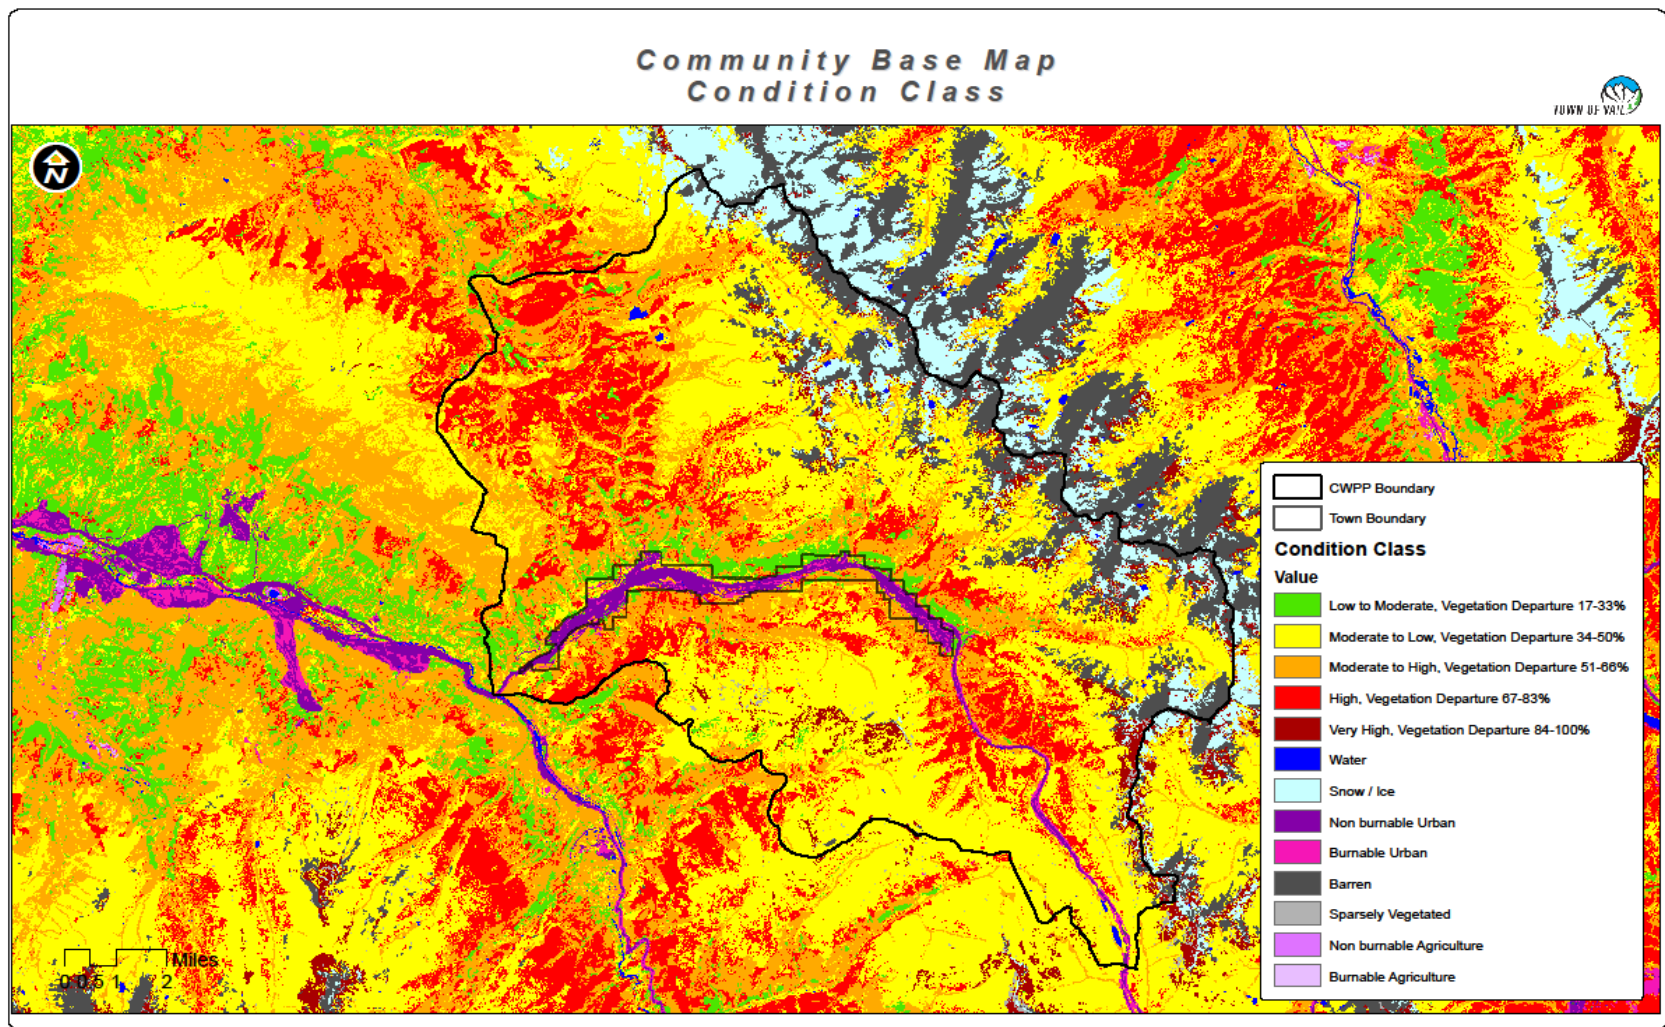 Community Base Map
Condition Class
TOWN OF VAIL
N
CWPP Boundary
Town Boundary
Condition Class
Value
Low to Moderate, Vegetation Departure 17-33%
Moderate to Low, Vegetation Departure 34-50%
Moderate to High, Vegetation Departure 51-66%
High, Vegetation Departure 67-83%
Very High, Vegetation Departure 84-100%
Water
Snow / Ice
Non burnable Urban
Burnable Urban
Barren
Sparsely Vegetated
Non burnable Agriculture
Burnable Agriculture
Miles
0 0.5 1 2